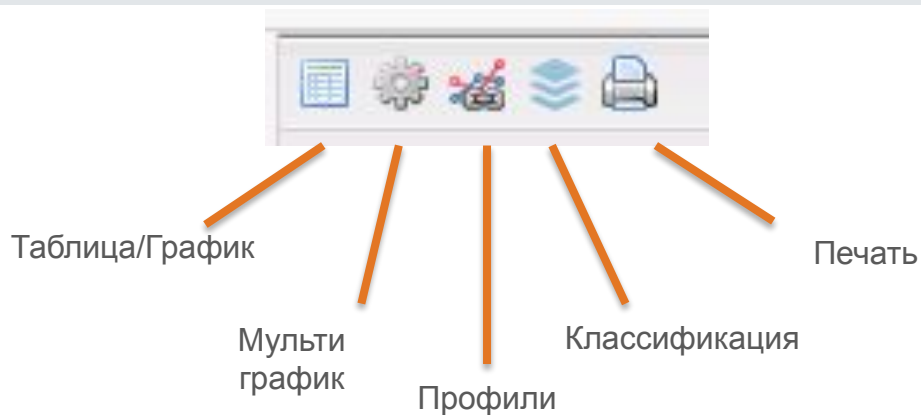 Таблица/График
Печать
Мульти
график
Классификация
Профили